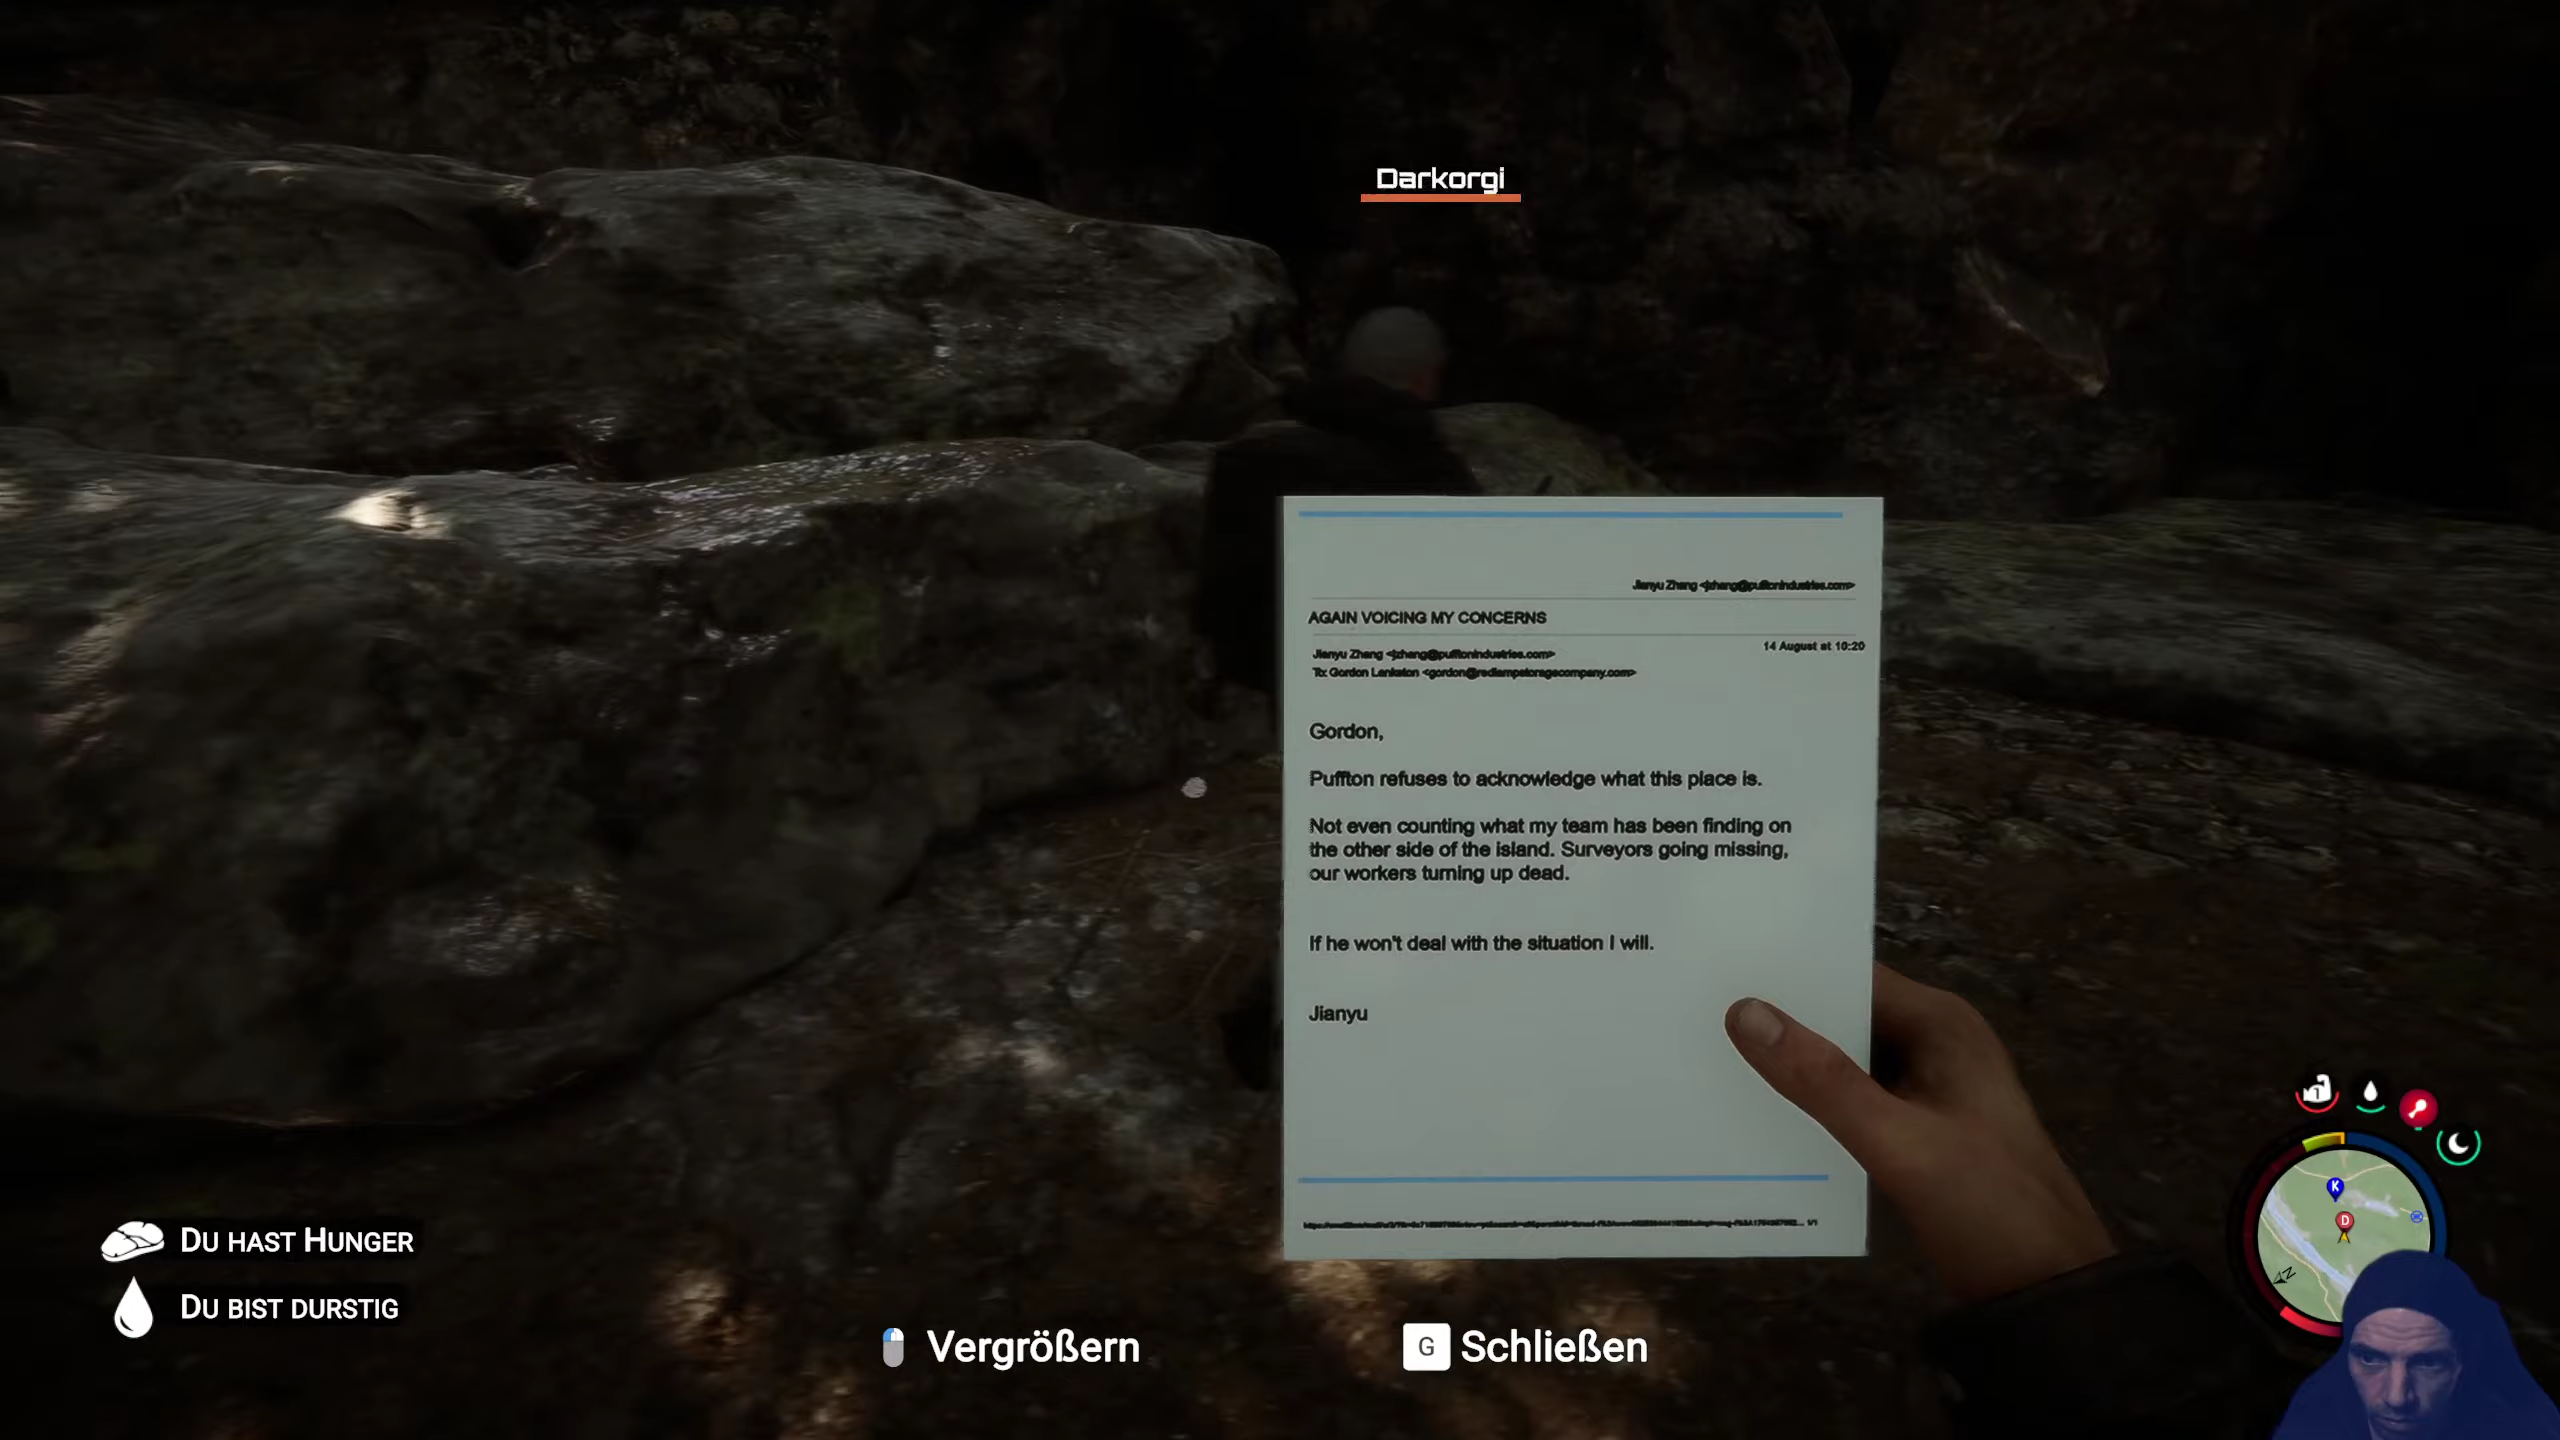 Darkorgi
Jianyu Zhang <jzhang@pufftonindustries.com>
AGAIN VOICING MY CONCERNS
Jianyu Zhang <jzhang@pufftonindustries.com>
14 August at 10:20
To: Gordon Lankston <gordon@redlampstoragecompany.com>
Gordon,
Puffton refuses to acknowledge what this place is.
Not even counting what my team has been finding on
the other side of the island. Surveyors going missing,
our workers turning up dead.
If he won't deal with the situation I will.
Jianyu
1/1
1
K
D
N
DU HAST HUNGER
DU BIST DURSTIG
Vergrößern
G Schließen